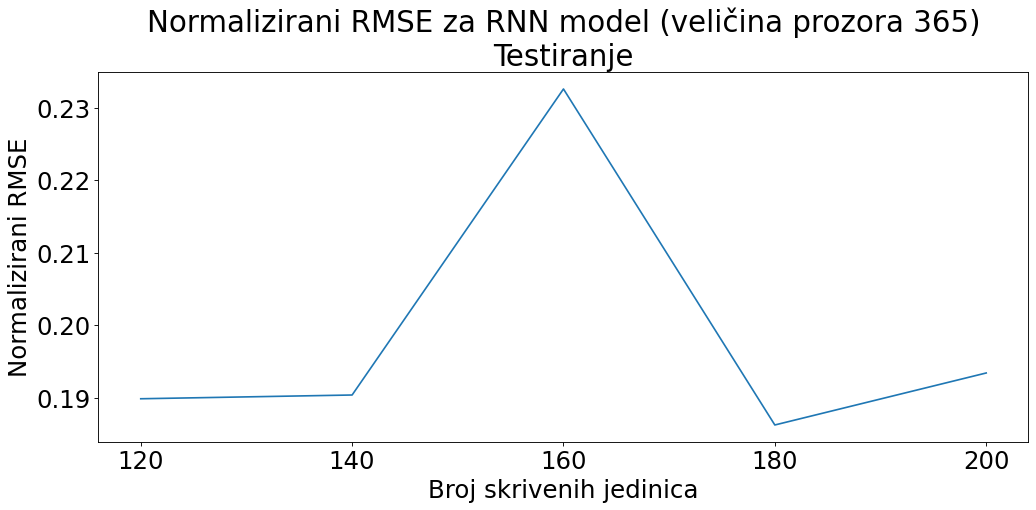 Normalizirani RMSE za RNN model (veličina prozora 365)
Testiranje
Normalizirani RMSE
0.23
0.22
0.21
0.20
0.19
120 140 160 180 200
Broj skrivenih jedinica